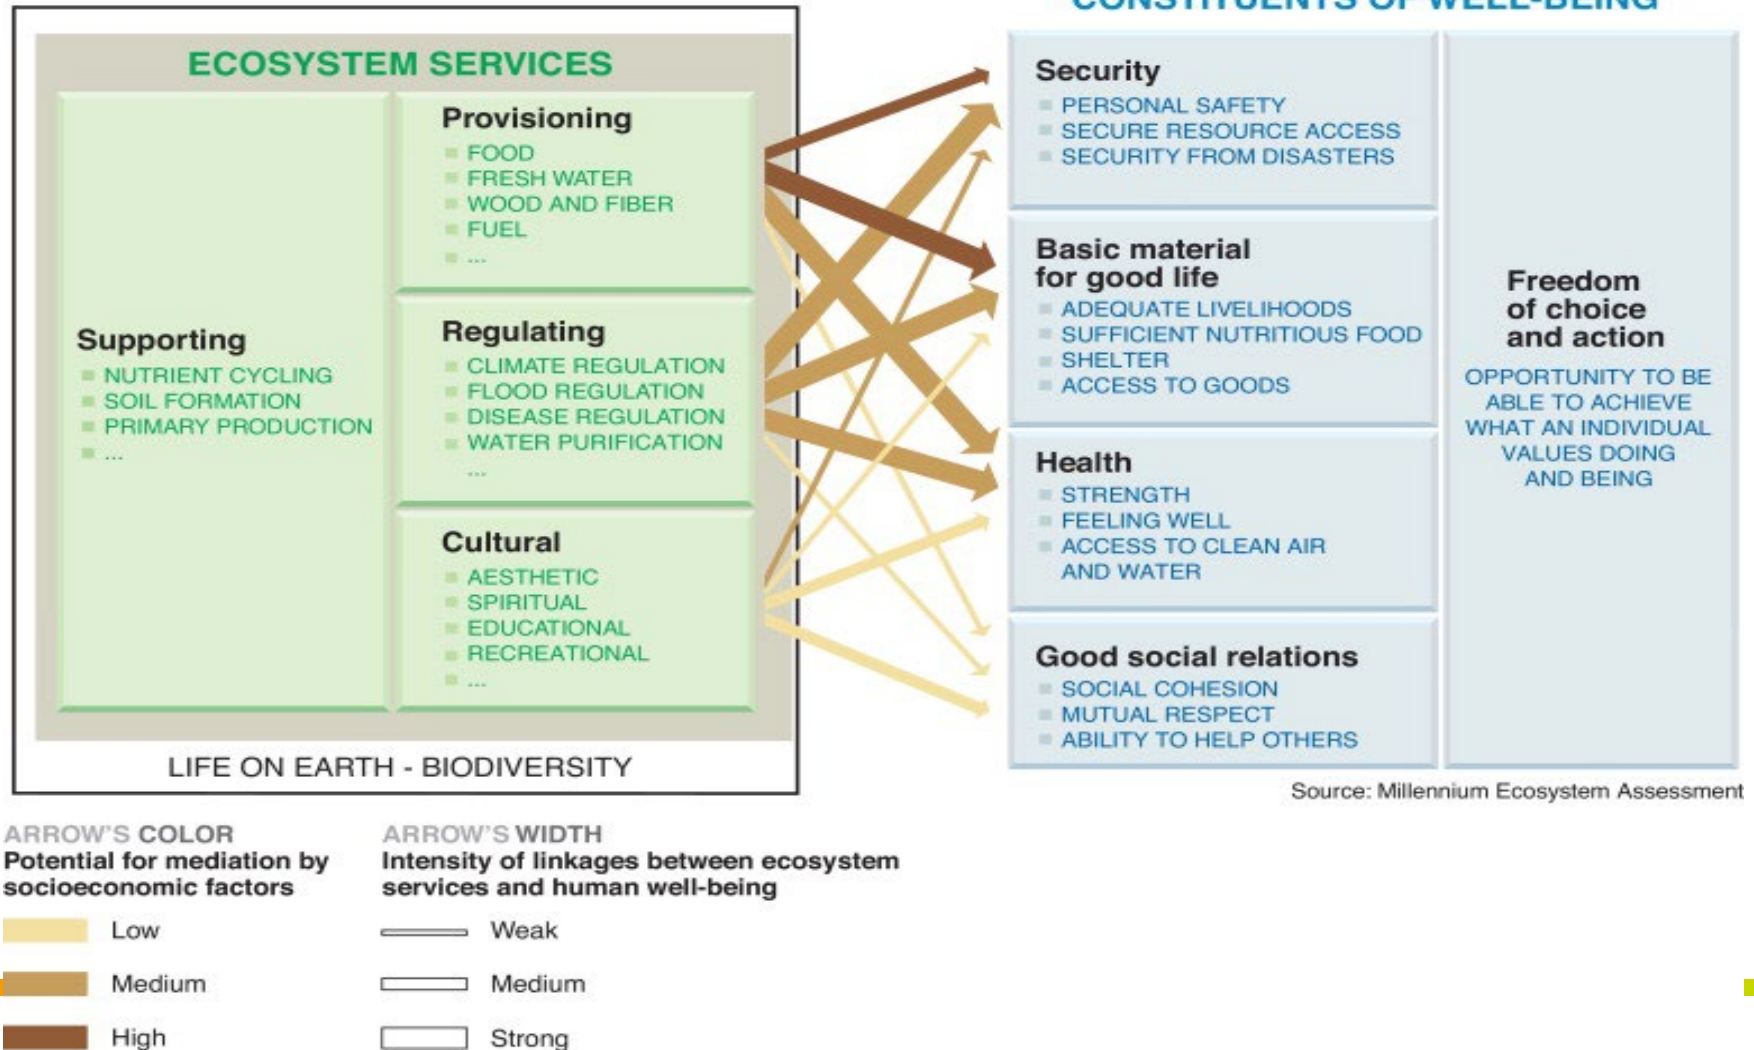 CONSTITUENTS OF WELL-BEING
ECOSYSTEM SERVICES
Supporting
NUTRIENT CYCLING
SOIL FORMATION
PRIMARY PRODUCTION
...
Provisioning
FOOD
FRESH WATER
WOOD AND FIBER
FUEL
...
Regulating
CLIMATE REGULATION
FLOOD REGULATION
DISEASE REGULATION
WATER PURIFICATION
...
Cultural
AESTHETIC
SPIRITUAL
EDUCATIONAL
RECREATIONAL
...
LIFE ON EARTH - BIODIVERSITY
Security
PERSONAL SAFETY
SECURE RESOURCE ACCESS
SECURITY FROM DISASTERS
Basic material
for good life
ADEQUATE LIVELIHOODS
SUFFICIENT NUTRITIOUS FOOD
SHELTER
ACCESS TO GOODS
Health
STRENGTH
FEELING WELL
ACCESS TO CLEAN AIR
AND WATER
Good social relations
SOCIAL COHESION
MUTUAL RESPECT
ABILITY TO HELP OTHERS
Freedom
of choice
and action
OPPORTUNITY TO BE
ABLE TO ACHIEVE
WHAT AN INDIVIDUAL
VALUES DOING
AND BEING
Source: Millennium Ecosystem Assessment
ARROW'S COLOR
Potential for mediation by
socioeconomic factors
Low
Medium
High
ARROW'S WIDTH
Intensity of linkages between ecosystem
services and human well-being
Weak
Medium
Strong